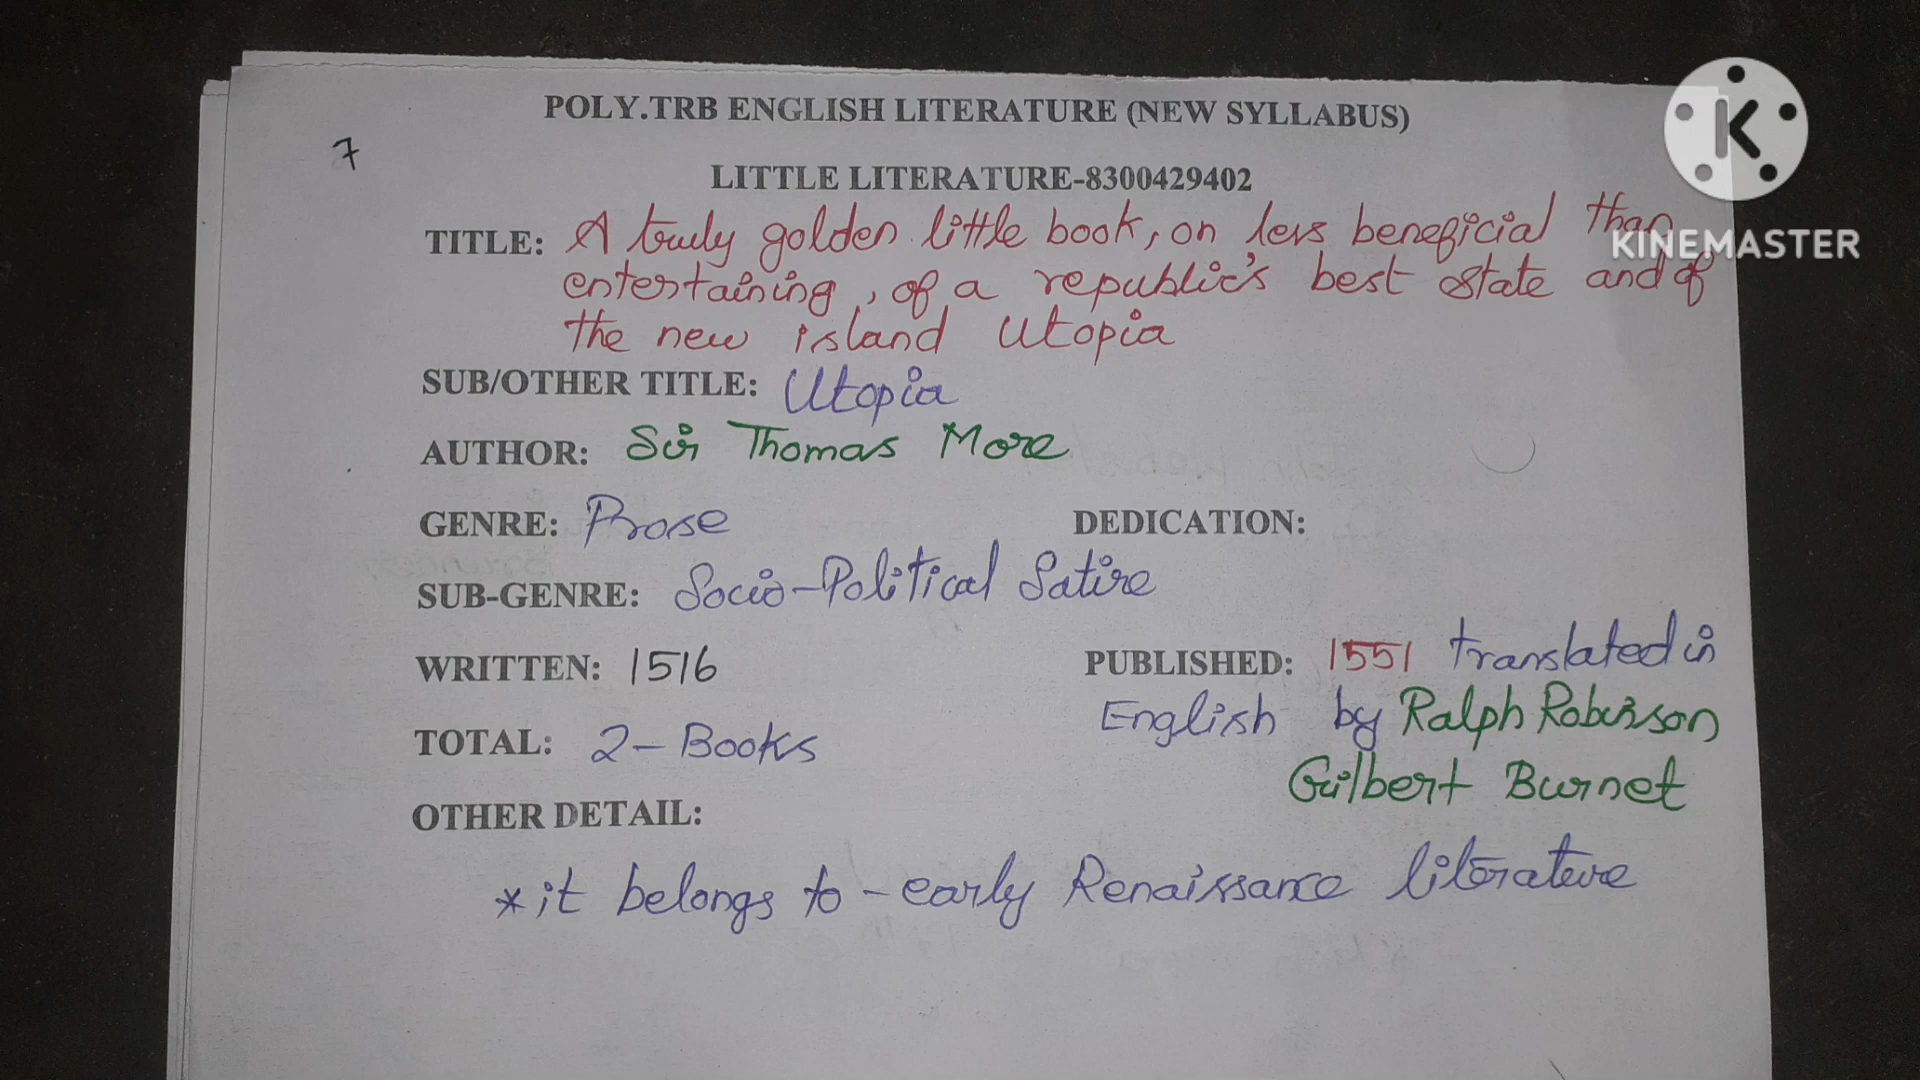 POLY.TRB ENGLISH LITERATURE (NEW SYLLABUS)
7
LITTLE LITERATURE-8300429402
TITLE: A truly golden little book, on less beneficial than
entertaining, of a republic's best state and of
the new island Utopia
SUB/OTHER TITLE: Utopia
AUTHOR: Sir Thomas More
GENRE: Prose DEDICATION:
SUB-GENRE: Socio-Political Satire
WRITTEN: 1516 PUBLISHED: 1551 translated in
English by Ralph Robinson
TOTAL: 2- Books
Gilbert Burnet
OTHER DETAIL:
*it belongs to - early Renaissance literature
KINEMASTER